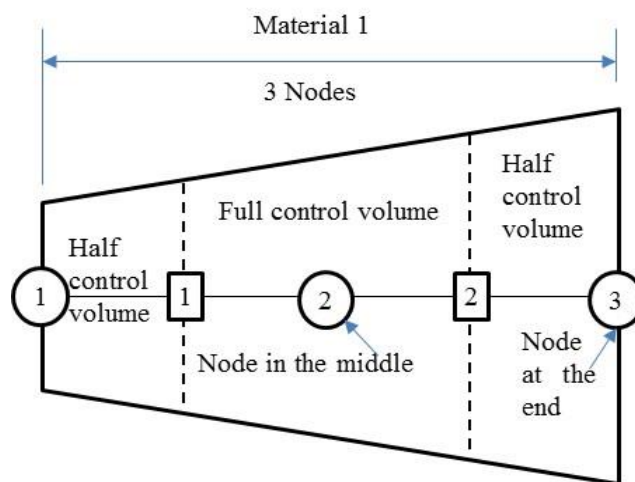 Material 1
3 Nodes
Full control volume
Half
control
volume
Half
control
volume
1
1
2
2
3
Node in the middle
Node
at the
end